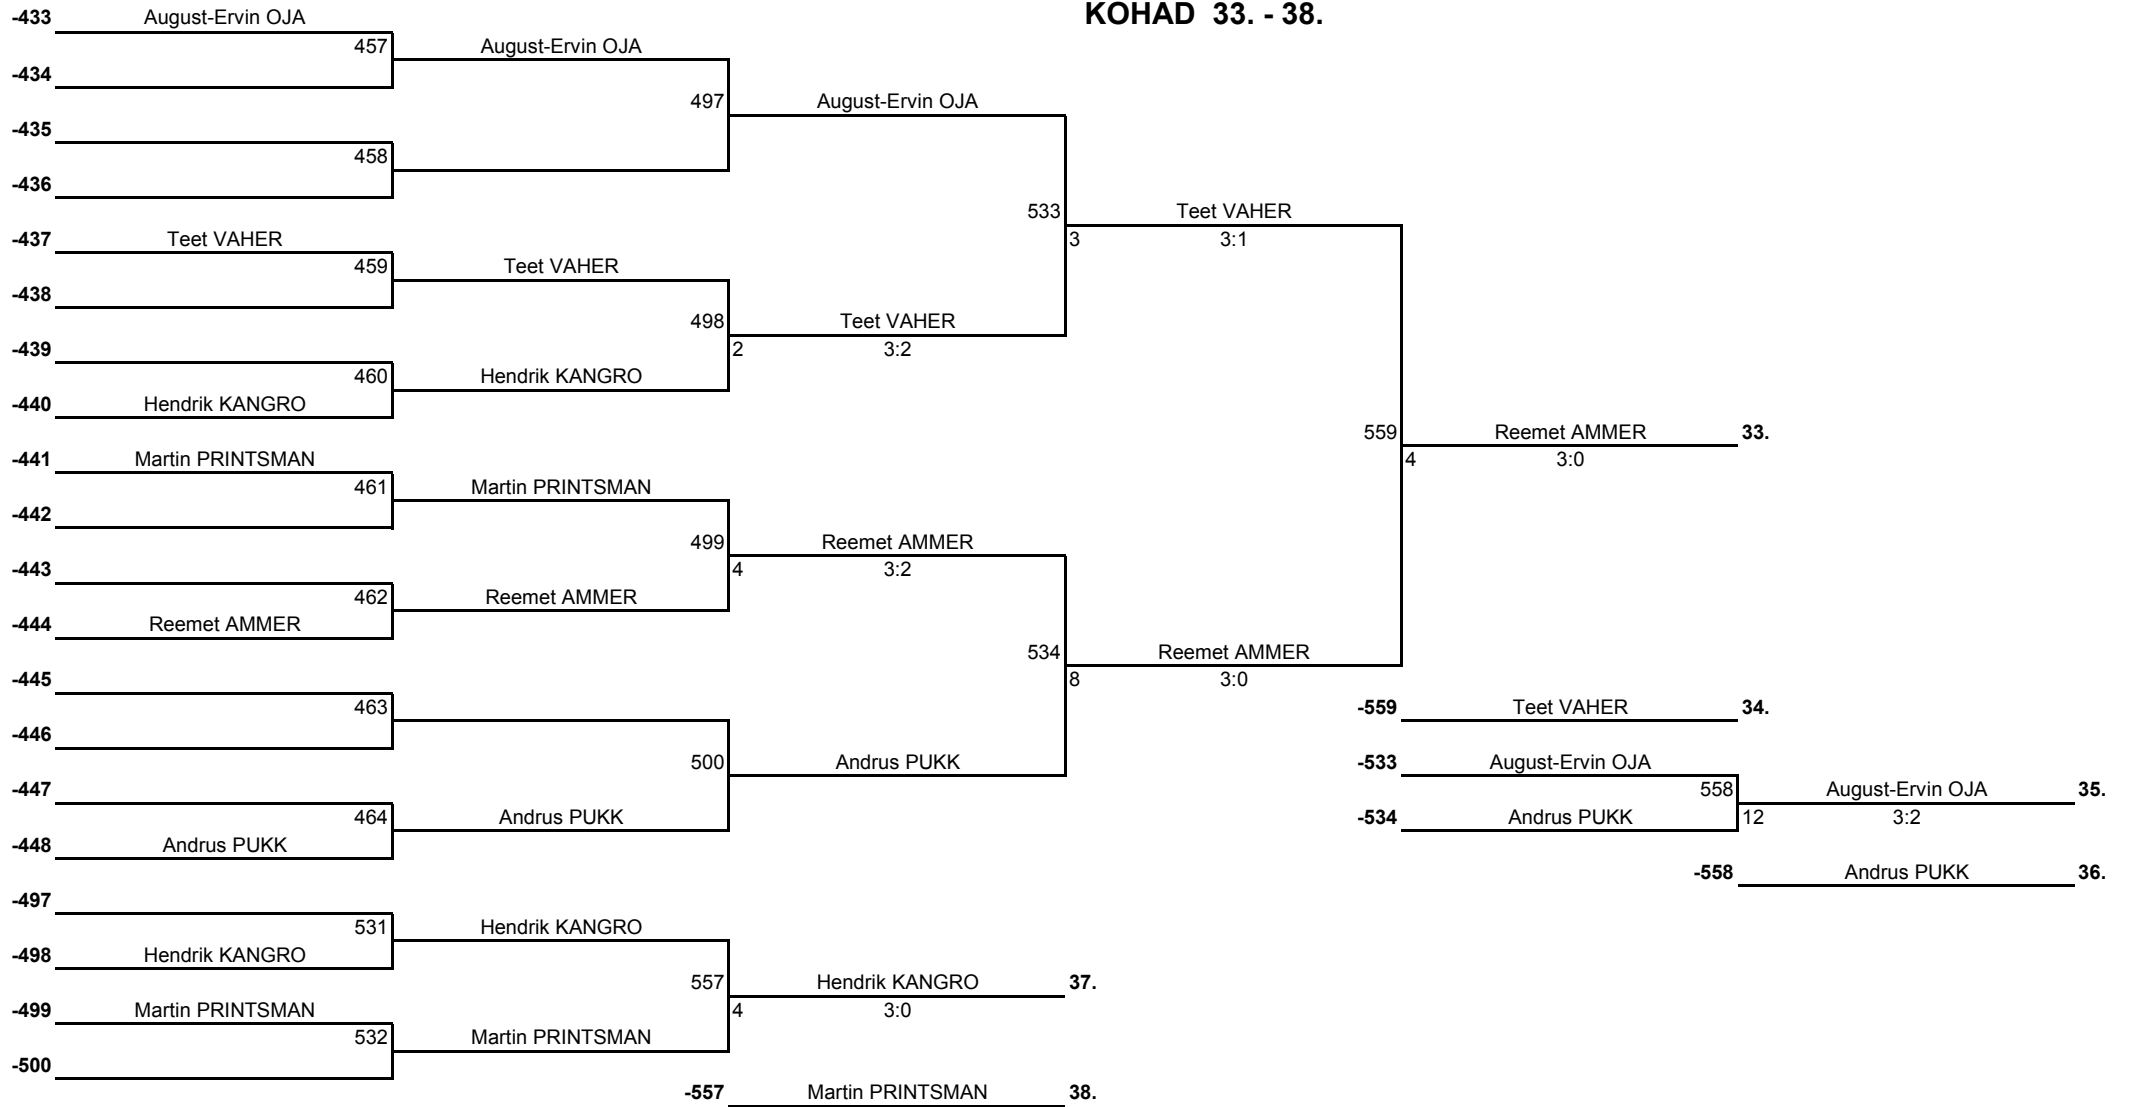 KOHAD 33. - 38.
-433 August-Ervin OJA
457 August-Ervin OJA
-434
497 August-Ervin OJA
-435
458
-436
533 Teet VAHER
-437 Teet VAHER
3 3:1
459 Teet VAHER
-438
498 Teet VAHER
-439
2 3:2
460 Hendrik KANGRO
-440 Hendrik KANGRO
559 Reemet AMMER 33.
-441 Martin PRINTSMAN
4 3:0
461 Martin PRINTSMAN
-442
499 Reemet AMMER
-443
4 3:2
462 Reemet AMMER
-444 Reemet AMMER
534 Reemet AMMER
-445
8 3:0
463
-559 Teet VAHER 34.
-446
500 Andrus PUKK
-533 August-Ervin OJA
-447
558 August-Ervin OJA 35.
464 Andrus PUKK
-534 Andrus PUKK
12 3:2
-448 Andrus PUKK
-558 Andrus PUKK 36.
-497
531 Hendrik KANGRO
-498 Hendrik KANGRO
557 Hendrik KANGRO 37.
-499 Martin PRINTSMAN
4 3:0
532 Martin PRINTSMAN
-500
-557 Martin PRINTSMAN 38.